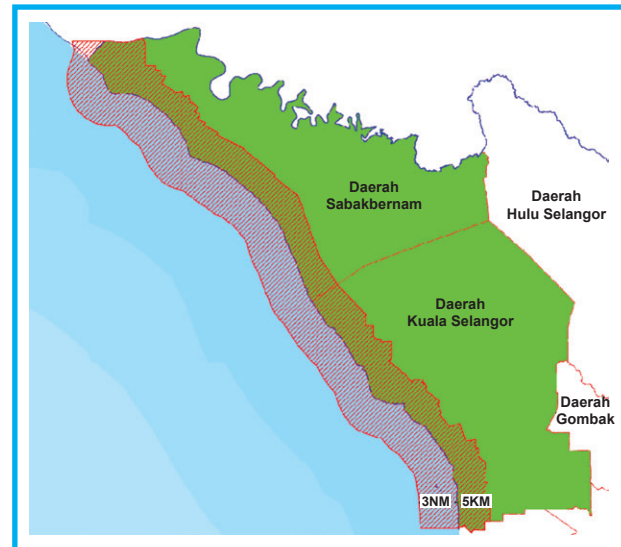 Daerah
Sabakbernam
Daerah
Hulu Selangor
Daerah
Kuala Selangor
Daerah
Gombak
3NM
5KM